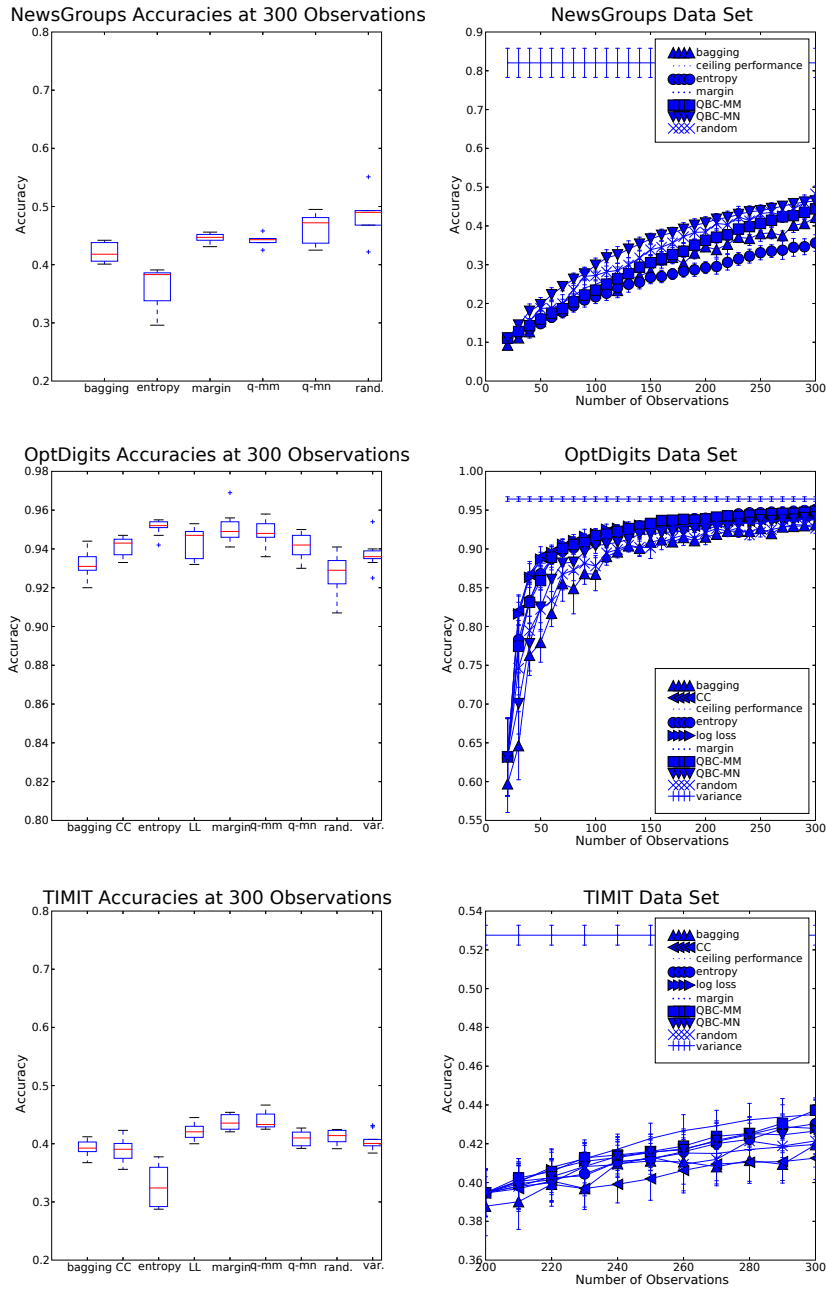 NewsGroups Accuracies at 300 Observations
0.8
0.7
0.6
0.5
0.4
0.3
0.2
Accuracy
bagging entropy margin q-mm q-mn rand.
NewsGroups Data Set
0.9
0.8
0.7
0.6
0.5
0.4
0.3
0.2
0.1
0.0
Accuracy
bagging
ceiling performance
entropy
margin
QBC-MM
QBC-MN
random
0 50 100 150 200 250 300
Number of Observations
OptDigits Accuracies at 300 Observations
0.98
0.96
0.94
0.92
0.90
0.88
0.86
0.84
0.82
0.80
Accuracy
bagging CC entropy LL margin q-mm q-mn rand. var.
OptDigits Data Set
1.00
0.95
0.90
0.85
0.80
0.75
0.70
0.65
0.60
0.55
Accuracy
bagging
CC
ceiling performance
entropy
log loss
margin
QBC-MM
QBC-MN
random
variance
0 50 100 150 200 250 300
Number of Observations
TIMIT Accuracies at 300 Observations
0.8
0.7
0.6
0.5
0.4
0.3
0.2
Accuracy
bagging CC entropy LL margin q-mm q-mn rand. var.
TIMIT Data Set
0.54
0.52
0.50
0.48
0.46
0.44
0.42
0.40
0.38
0.36
Accuracy
bagging
CC
ceiling performance
entropy
log loss
margin
QBC-MM
QBC-MN
random
variance
200 220 240 260 280 300
Number of Observations